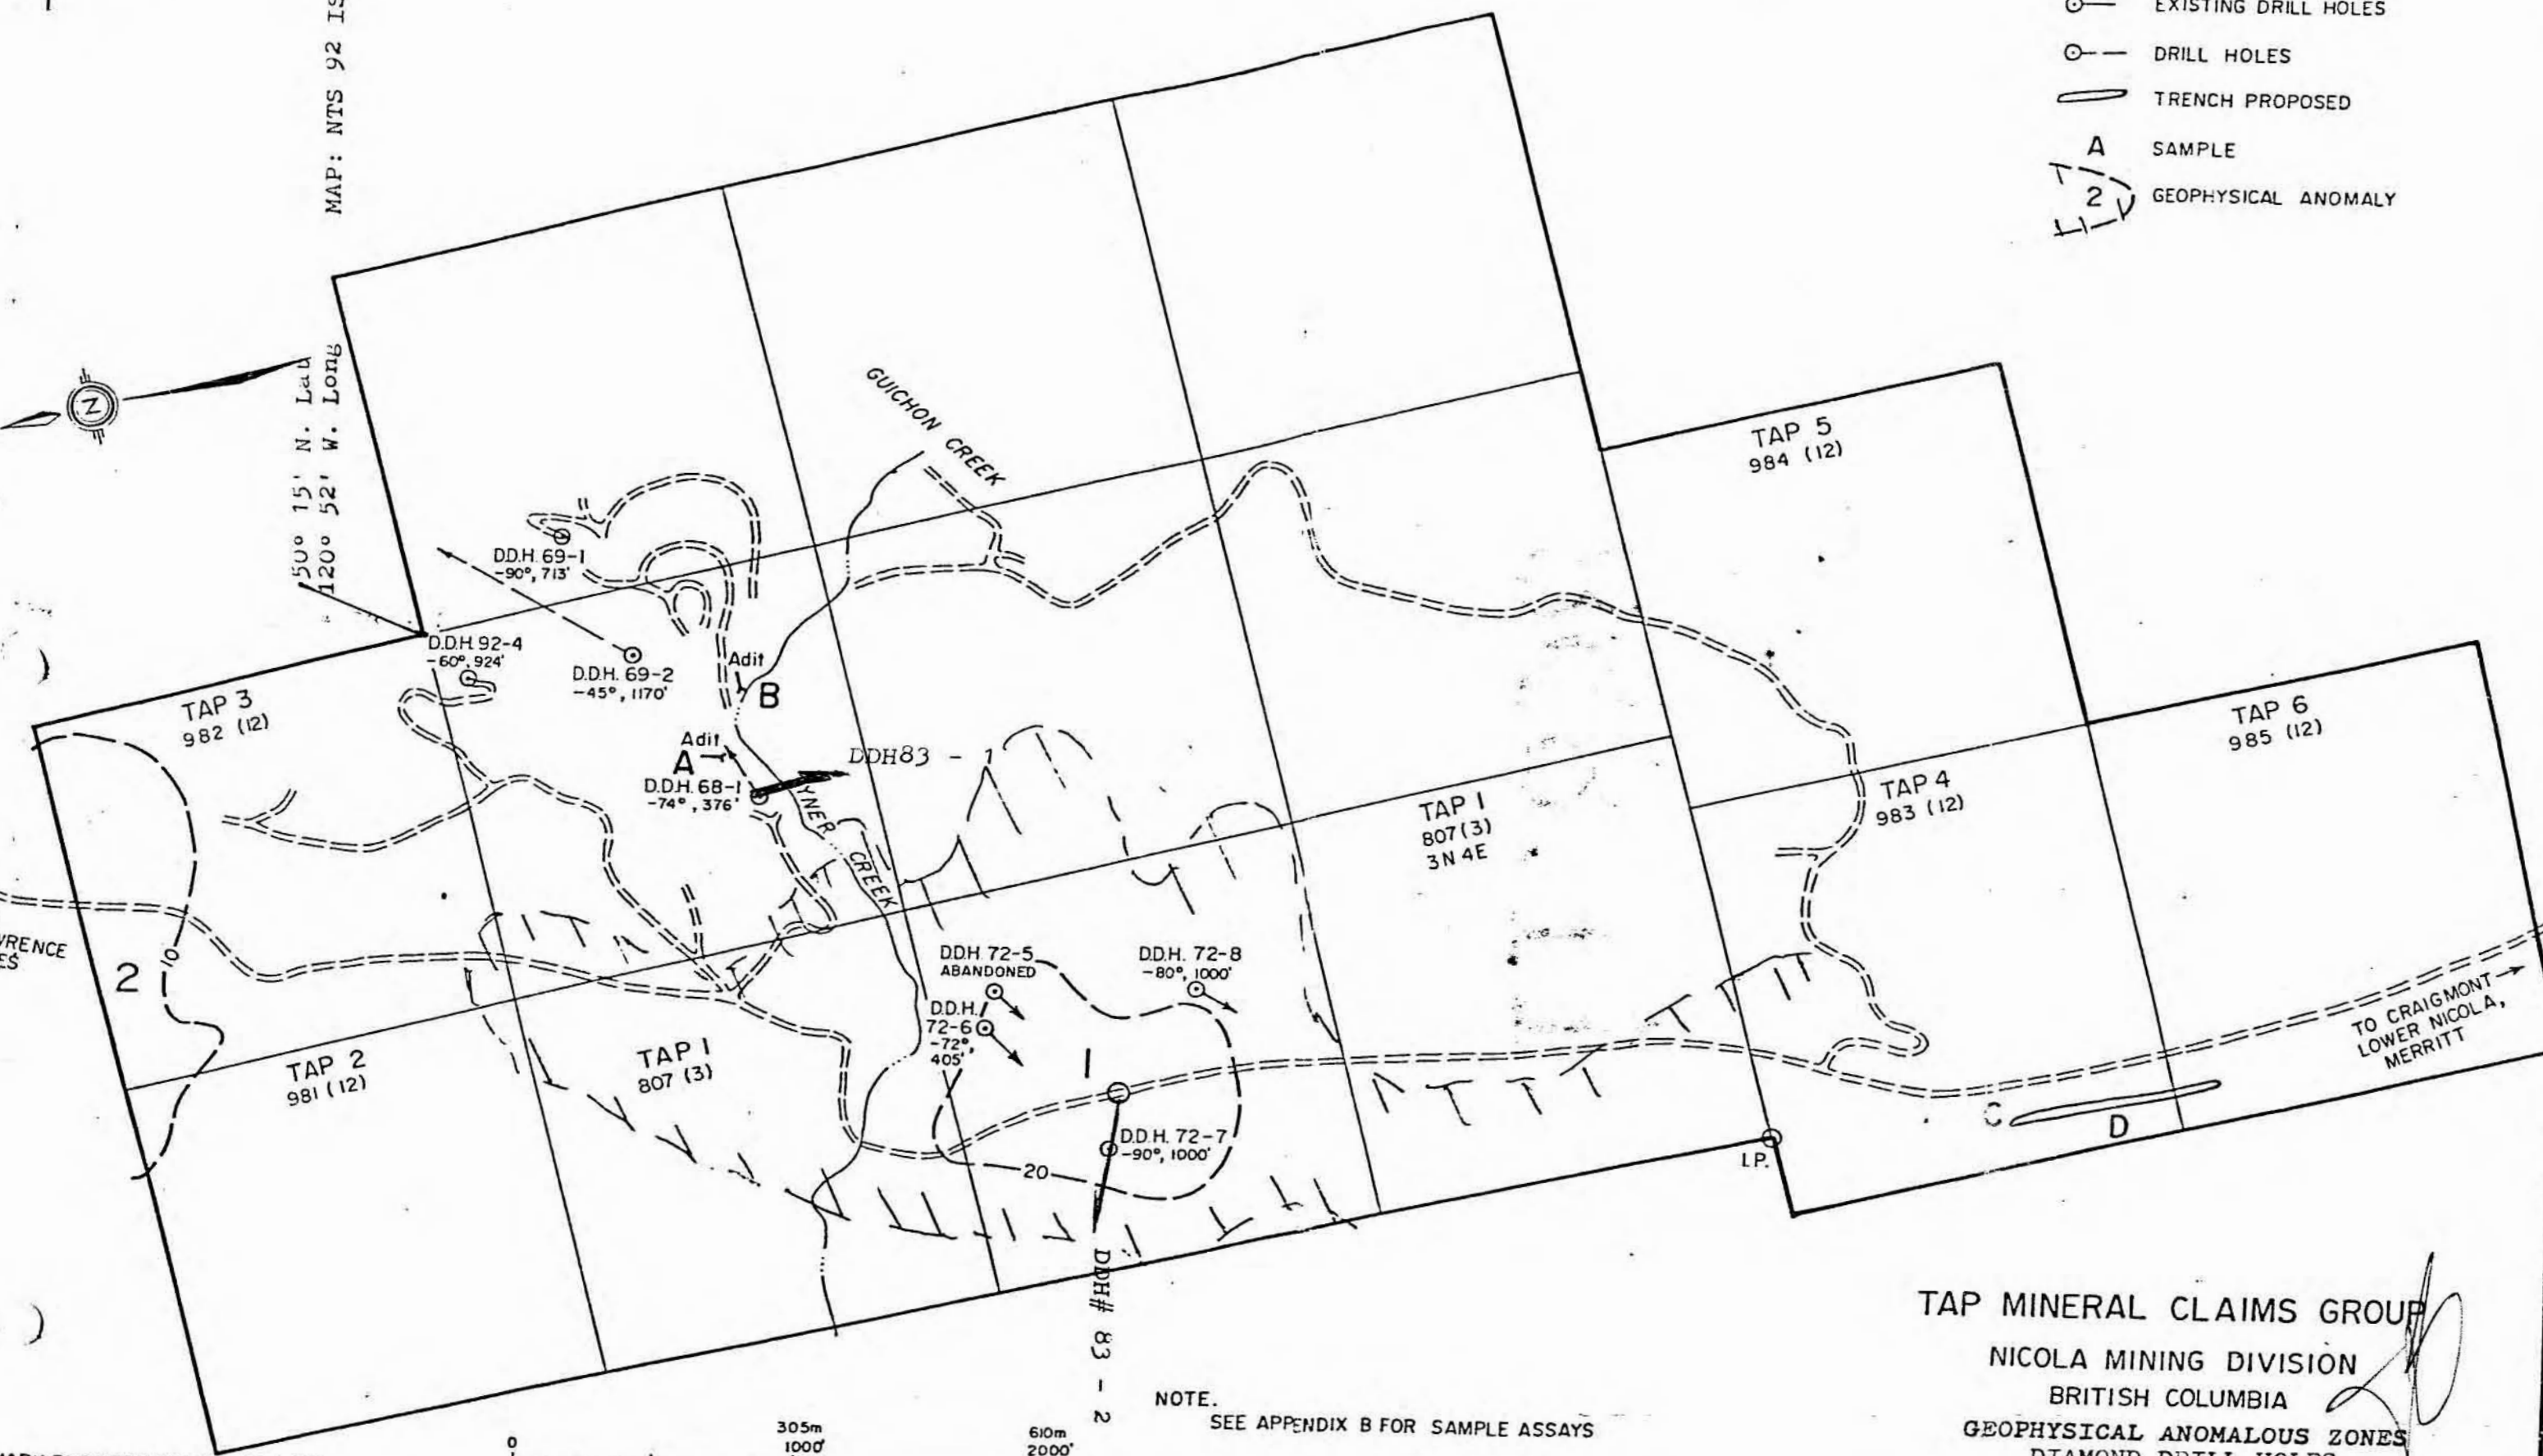 EXISTING DRILL HOLES
DRILL HOLES
TRENCH PROPOSED
A SAMPLE
2 GEOPHYSICAL ANOMALY
MAP: NTS 92
50° 15' N. Lat
120° 52' W. Long
N
GUICHON CREEK
TAP 5
984 (12)
D.D.H. 69-1
-90°, 713'
D.D.H. 92-4
-60°, 924'
D.D.H. 69-2
-45°, 1170'
Adit
B
TAP 3
982 (12)
TAP 6
985 (12)
Adit
A
DDH83 - 1
D.D.H. 68-1
-74°, 376'
CREEK
TAP 1
807(3)
3N 4E
TAP 4
983 (12)
2
10
D.D.H. 72-5
ABANDONED
D.D.H. 72-8
-80°, 1000'
D.D.H.
72-6
-72°,
405'
1
TAP 2
981 (12)
TAP 1
807 (3)
TO CRAIGMONT
LOWER NICOLA,
MERRITT
C
D
D.D.H. 72-7
-90°, 1000'
20
I.P.
DDH# 83 - 2
NOTE.
SEE APPENDIX B FOR SAMPLE ASSAYS
0
305m
1000'
610m
2000'
TAP MINERAL CLAIMS GROUP
NICOLA MINING DIVISION
BRITISH COLUMBIA
GEOPHYSICAL ANOMALOUS ZONES
DIAMOND DRILL HOLES